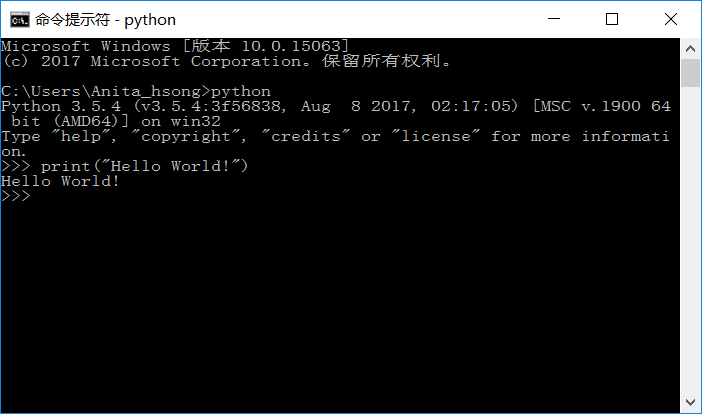 命令提示符 - python
Microsoft Windows [版本 10.0.15063]
(c) 2017 Microsoft Corporation。保留所有权利。
C:\Users\Anita_hsong>python
Python 3.5.4 (v3.5.4:3f56838, Aug  8 2017, 02:17:05) [MSC v.1900 64
 bit (AMD64)] on win32
Type "help", "copyright", "credits" or "license" for more informati
on.
>>> print("Hello World!")
Hello World!
>>>